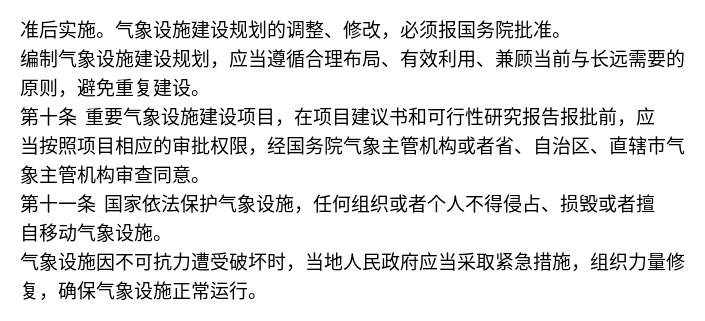 准后实施。气象设施建设规划的调整、修改，必须报国务院批准。
编制气象设施建设规划，应当遵循合理布局、有效利用、兼顾当前与长远需要的
原则，避免重复建设。
第十条 重要气象设施建设项目，在项目建议书和可行性研究报告报批前，应
当按照项目相应的审批权限，经国务院气象主管机构或者省、自治区、直辖市气
象主管机构审查同意。
第十一条 国家依法保护气象设施，任何组织或者个人不得侵占、损毁或者擅
自移动气象设施。
气象设施因不可抗力遭受破坏时，当地人民政府应当采取紧急措施，组织力量修
复，确保气象设施正常运行。